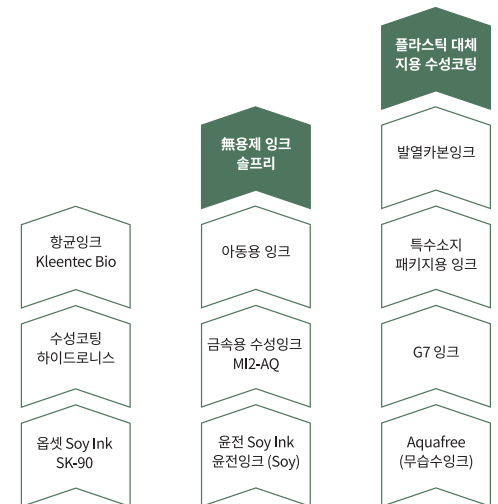 항균잉크
Kleentec Bio
수성코팅
하이드로니스
옵셋 Soy Ink
SK-90
無용제 잉크
솔프리
아동용 잉크
금속용 수성잉크
MI2-AQ
윤전 Soy Ink
윤전잉크 (Soy)
플라스틱 대체
지용 수성코팅
발열카본잉크
특수소지
패키지용 잉크
G7 잉크
Aquafree
(무습수잉크)